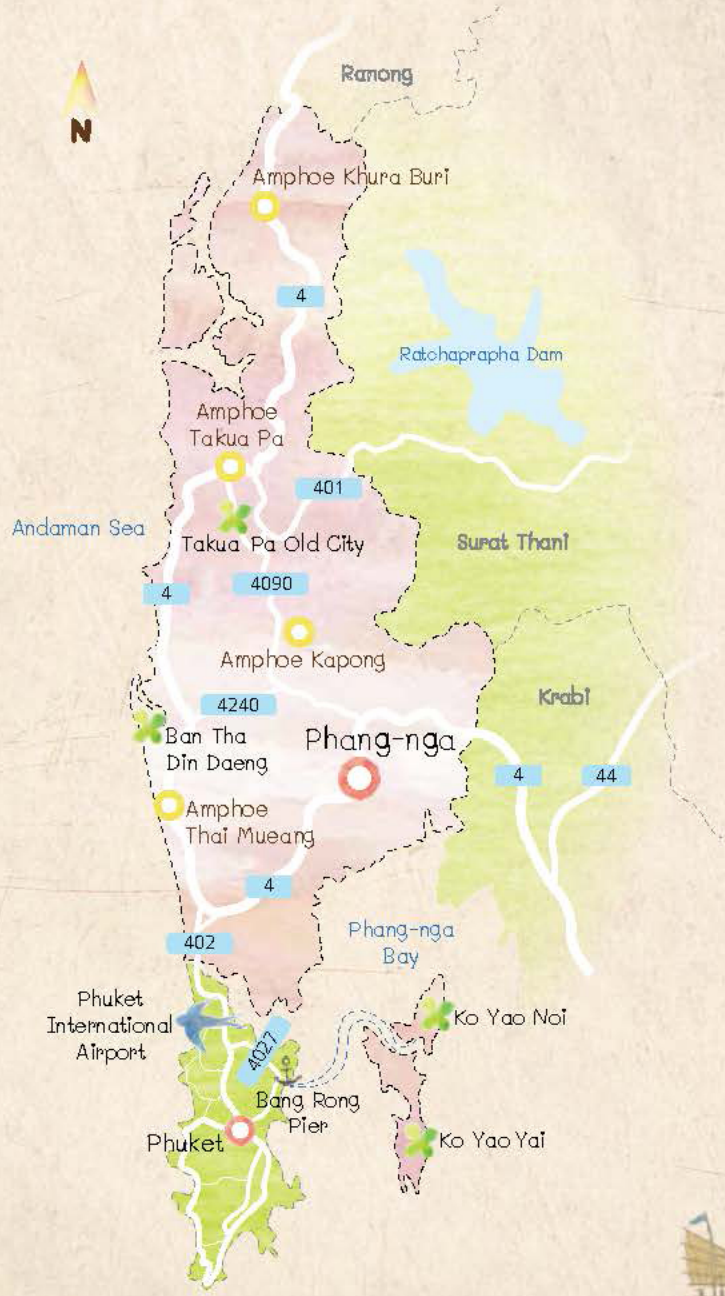 Ranong
N
Amphoe Khura Buri
4
Ratchaprapha Dam
Amphoe
Takua Pa
401
Andaman Sea
Takua Pa Old City
Surat Thani
4090
4
Amphoe Kapong
4240
Krabi
Ban Tha
Din Daeng
Phang-nga
4
44
Amphoe
Thai Mueang
4
402
Phang-nga
Bay
Phuket
International
Airport
Ko Yao Noi
4027
Bang Rong
Pier
Phuket
Ko Yao Yai